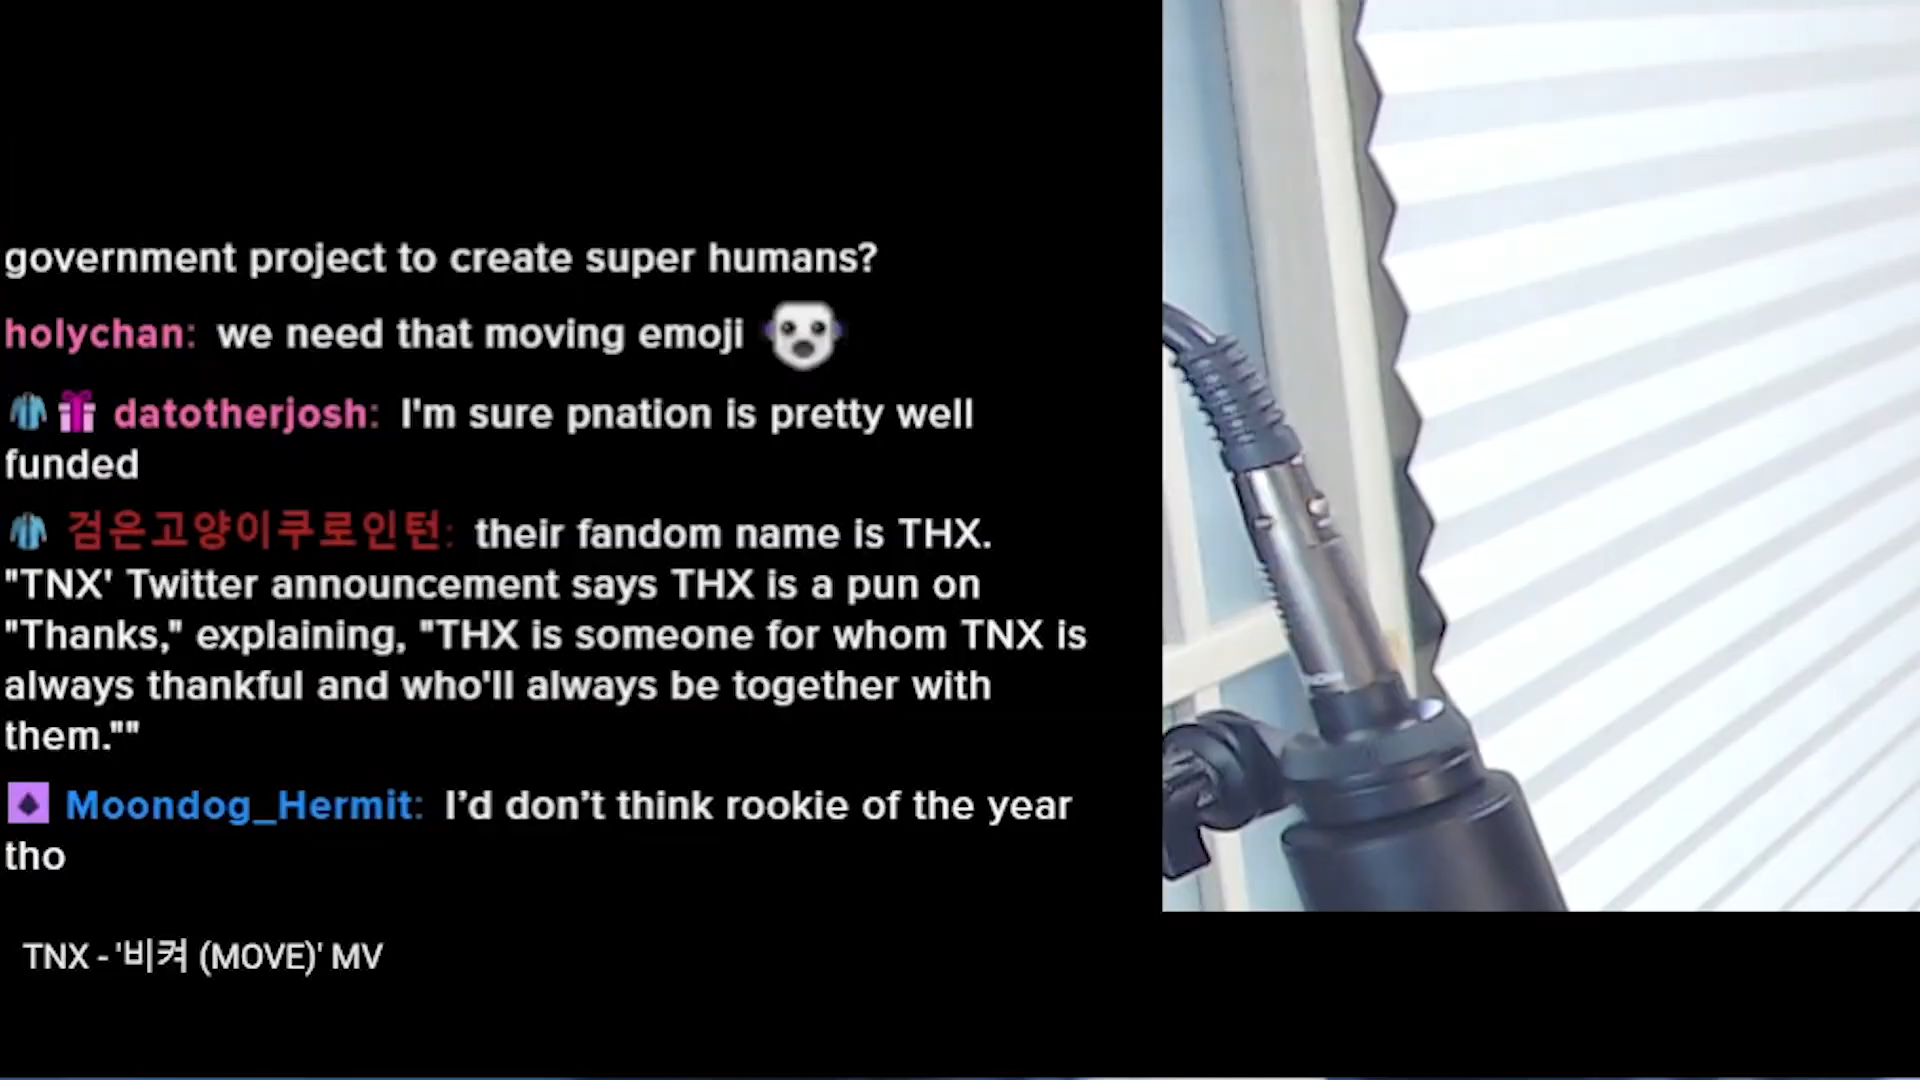 government project to create super humans?
holychan: we need that moving emoji
datotherjosh: I'm sure pnation is pretty well
funded
검은고양이쿠로인턴: their fandom name is THX.
"TNX' Twitter announcement says THX is a pun on
"Thanks," explaining, "THX is someone for whom TNX is
always thankful and who'll always be together with
them.""
Moondog_Hermit: I’d don’t think rookie of the year
tho
TNX - '비켜 (MOVE)' MV